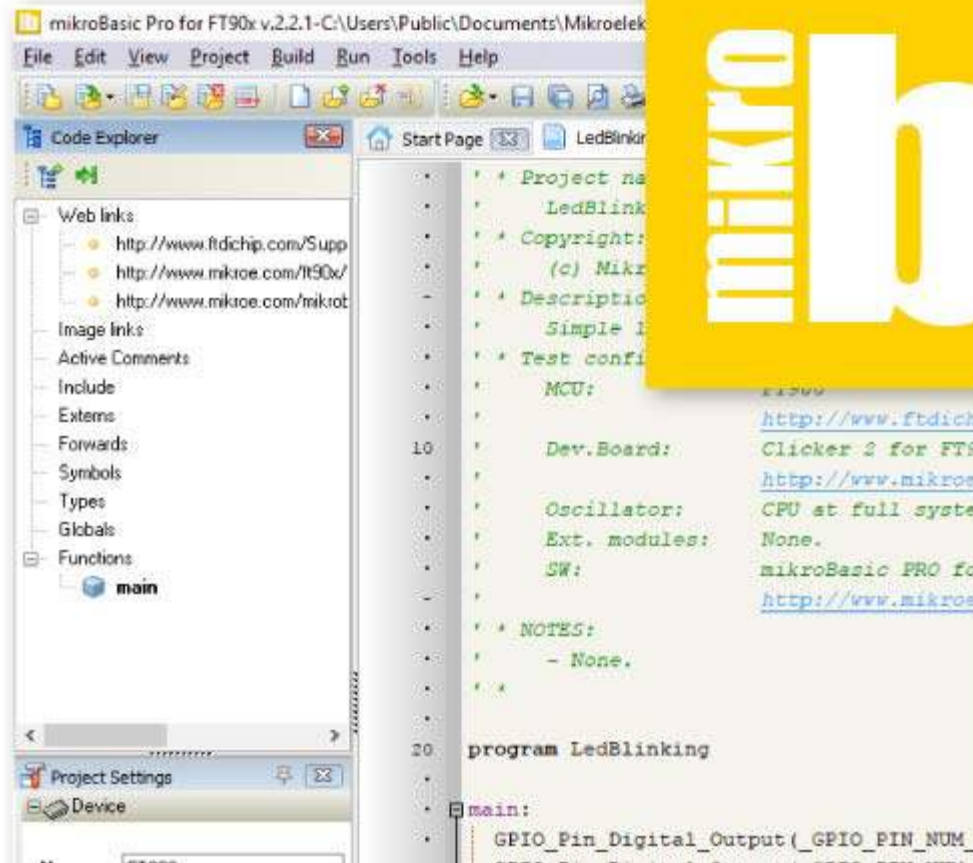 mikroBasic Pro for FT90x v.2.2.1-C:\Users\Public\Documents\Mikroelek
File Edit View Project Build Run Tools Help
mikro
b
Code Explorer
Start Page LedBlinkin
Web links
http://www.ftdichip.com/Supp
http://www.mikroe.com/ft90x/
http://www.mikroe.com/mikrot
Image links
Active Comments
Include
Externs
Forwards
Symbols
Types
Globals
Functions
main
' * Project na
' LedBlink
' * Copyright:
' (c) Mikr
' * Descriptio
' Simple l
' * Test confi
' MCU: FT900
' http://www.ftdich
10 ' Dev.Board: Clicker 2 for FT9
' http://www.mikroe
' Oscillator: CPU at full syste
' Ext. modules: None.
' SW: mikroBasic PRO fo
' http://www.mikroe
' * NOTES:
' - None.
' *
20 program LedBlinking
main:
GPIO_Pin_Digital_Output(_GPIO_PIN_NUM_
Project Settings
Device